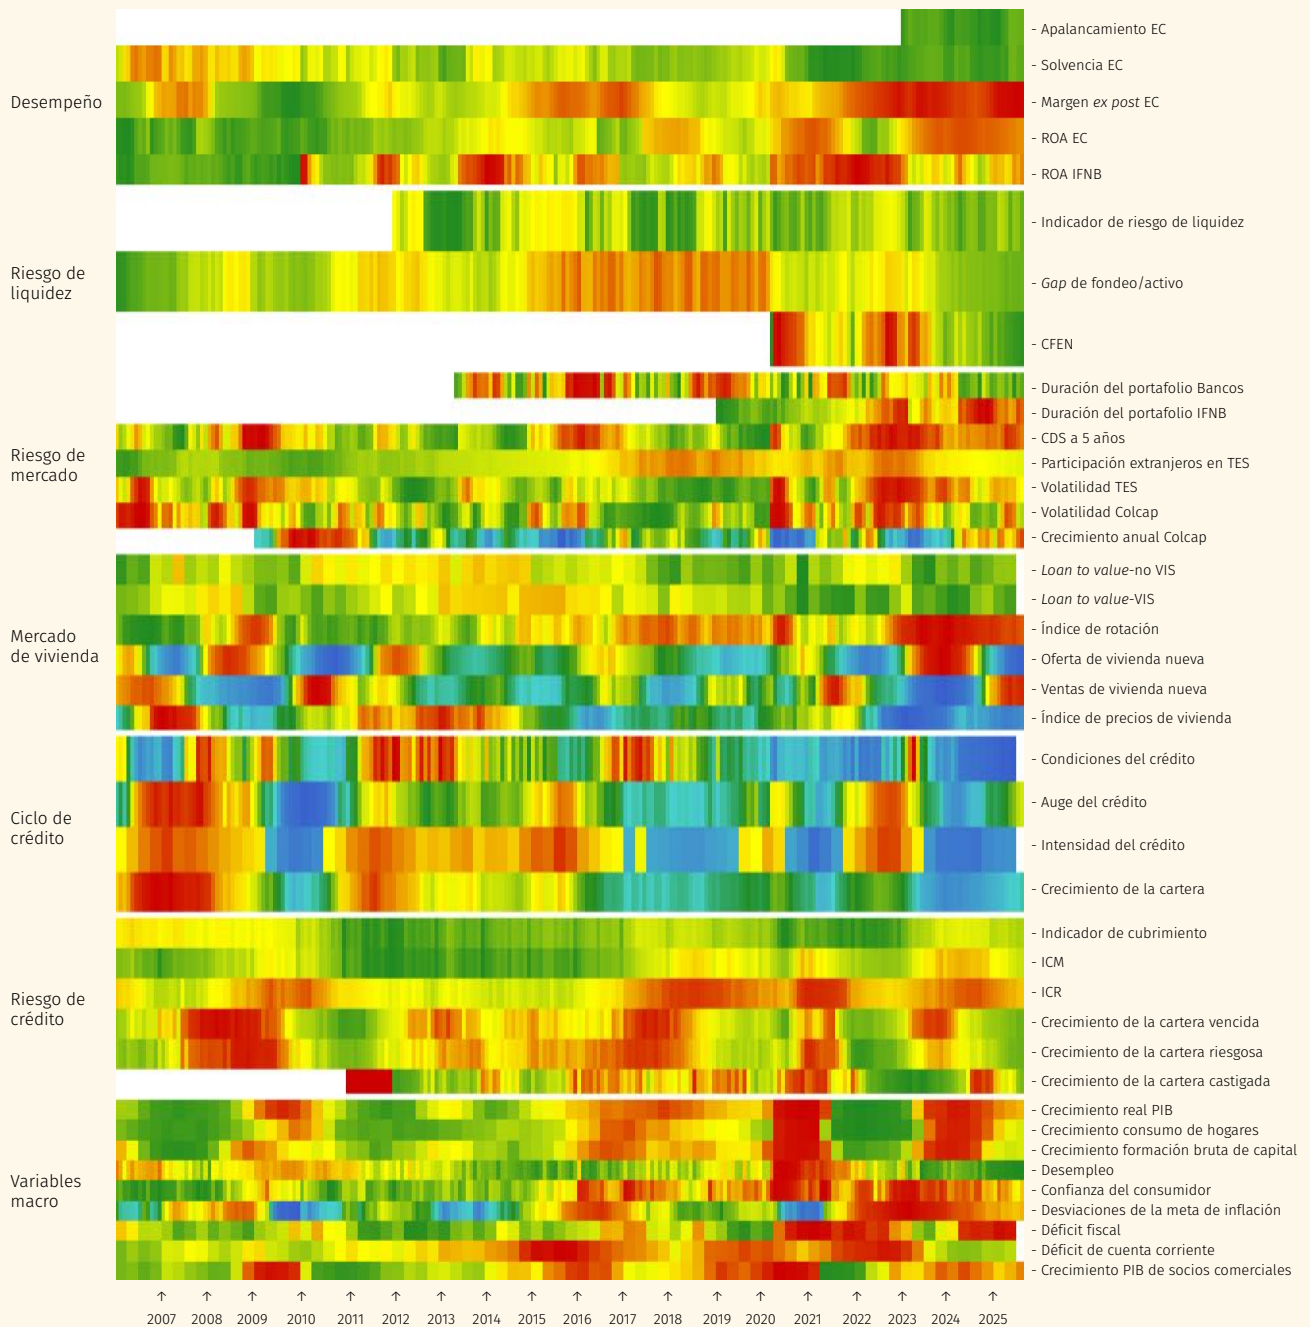 Desempeño
- Apalancamiento EC
- Solvencia EC
- Margen ex post EC
- ROA EC
- ROA IFNB
Riesgo de
liquidez
- Indicador de riesgo de liquidez
- Gap de fondeo/activo
- CFEN
Riesgo de
mercado
- Duración del portafolio Bancos
- Duración del portafolio IFNB
- CDS a 5 años
- Participación extranjeros en TES
- Volatilidad TES
- Volatilidad Colcap
- Crecimiento anual Colcap
Mercado
de vivienda
- Loan to value-no VIS
- Loan to value-VIS
- Índice de rotación
- Oferta de vivienda nueva
- Ventas de vivienda nueva
- Índice de precios de vivienda
Ciclo de
crédito
- Condiciones del crédito
- Auge del crédito
- Intensidad del crédito
- Crecimiento de la cartera
Riesgo de
crédito
- Indicador de cubrimiento
- ICM
- ICR
- Crecimiento de la cartera vencida
- Crecimiento de la cartera riesgosa
- Crecimiento de la cartera castigada
Variables
macro
- Crecimiento real PIB
- Crecimiento consumo de hogares
- Crecimiento formación bruta de capital
- Desempleo
- Confianza del consumidor
- Desviaciones de la meta de inflación
- Déficit fiscal
- Déficit de cuenta corriente
- Crecimiento PIB de socios comerciales
2007 2008 2009 2010 2011 2012 2013 2014 2015 2016 2017 2018 2019 2020 2021 2022 2023 2024 2025